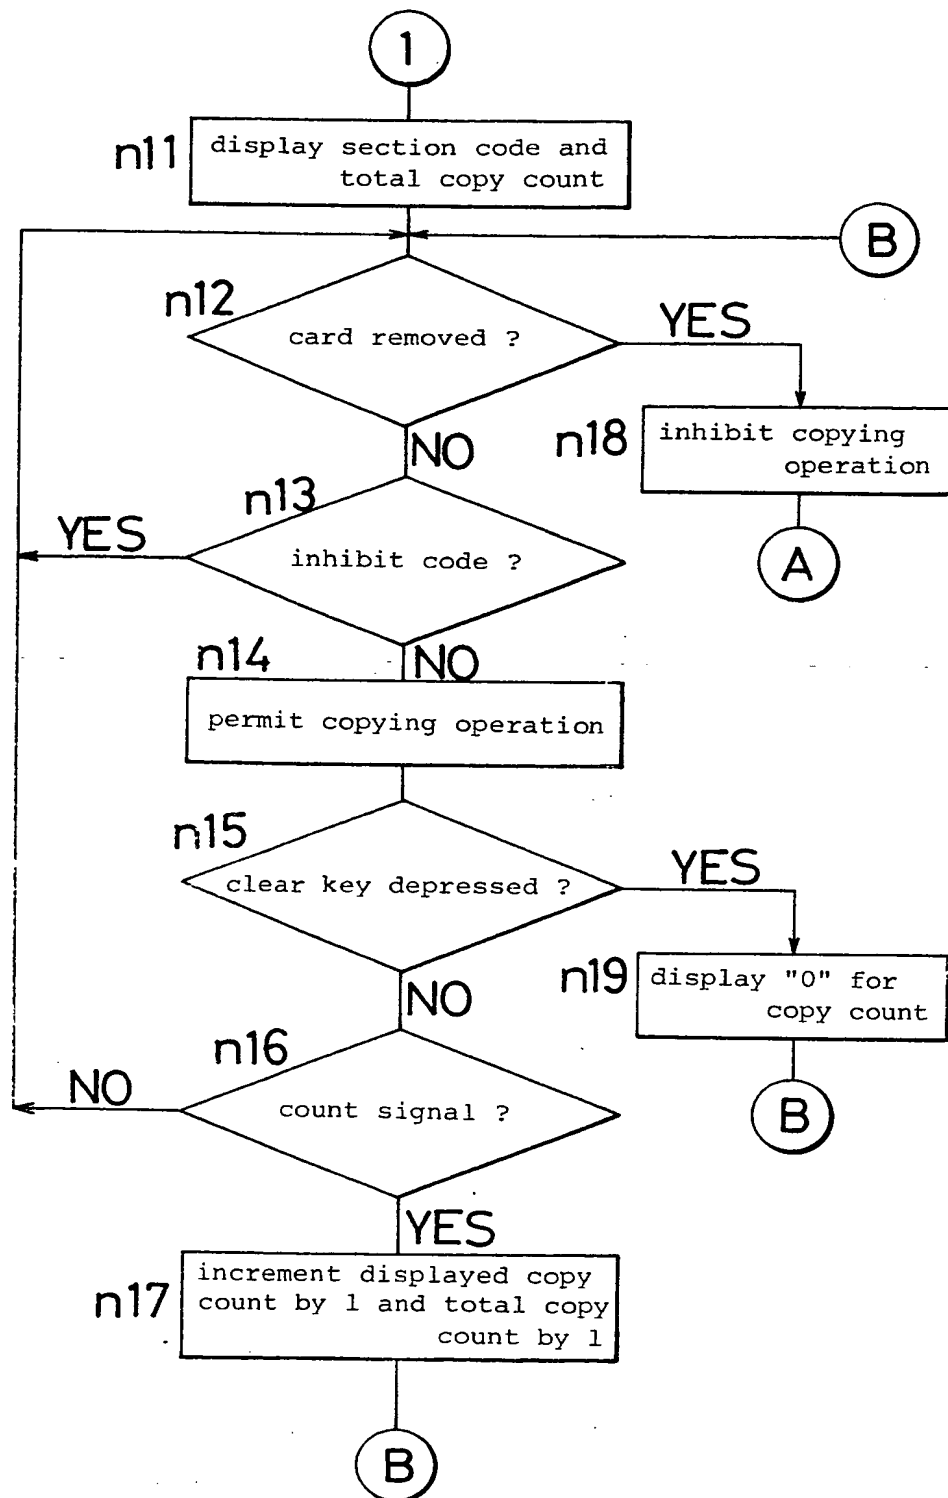 1
n11
display section code and
total copy count
B
n12
card removed ?
YES
NO
n18
inhibit copying
operation
A
n13
YES
inhibit code ?
NO
n14
permit copying operation
n15
clear key depressed ?
YES
NO
n19
display "0" for
copy count
B
n16
NO
count signal ?
YES
n17
increment displayed copy
count by 1 and total copy
count by 1
B